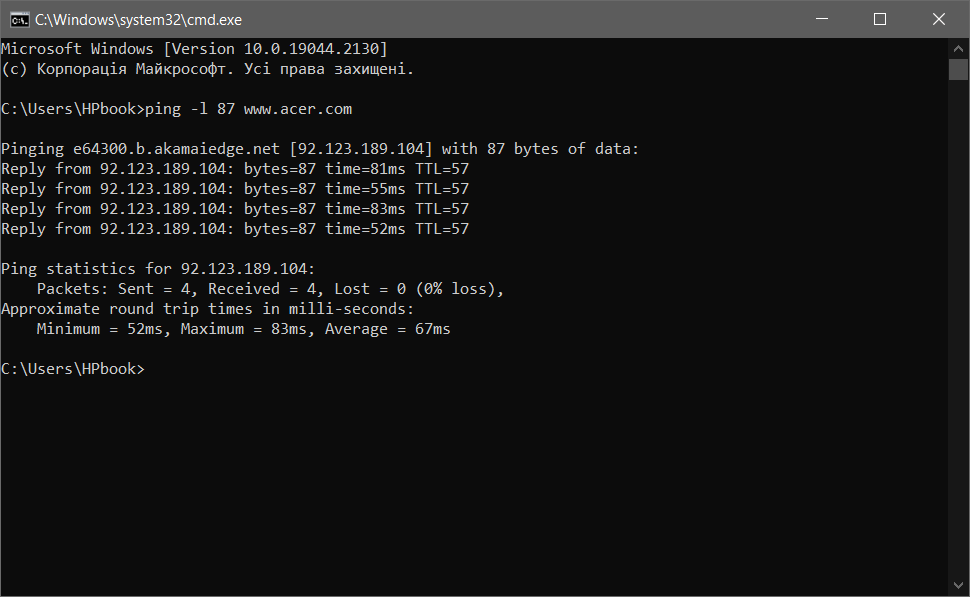 C:\Windows\system32\cmd.exe
Microsoft Windows [Version 10.0.19044.2130]
(c) Корпорація Майкрософт. Усі права захищені.
C:\Users\HPbook>ping -l 87 www.acer.com
Pinging e64300.b.akamaiedge.net [92.123.189.104] with 87 bytes of data:
Reply from 92.123.189.104: bytes=87 time=81ms TTL=57
Reply from 92.123.189.104: bytes=87 time=55ms TTL=57
Reply from 92.123.189.104: bytes=87 time=83ms TTL=57
Reply from 92.123.189.104: bytes=87 time=52ms TTL=57
Ping statistics for 92.123.189.104:
    Packets: Sent = 4, Received = 4, Lost = 0 (0% loss),
Approximate round trip times in milli-seconds:
    Minimum = 52ms, Maximum = 83ms, Average = 67ms
C:\Users\HPbook>